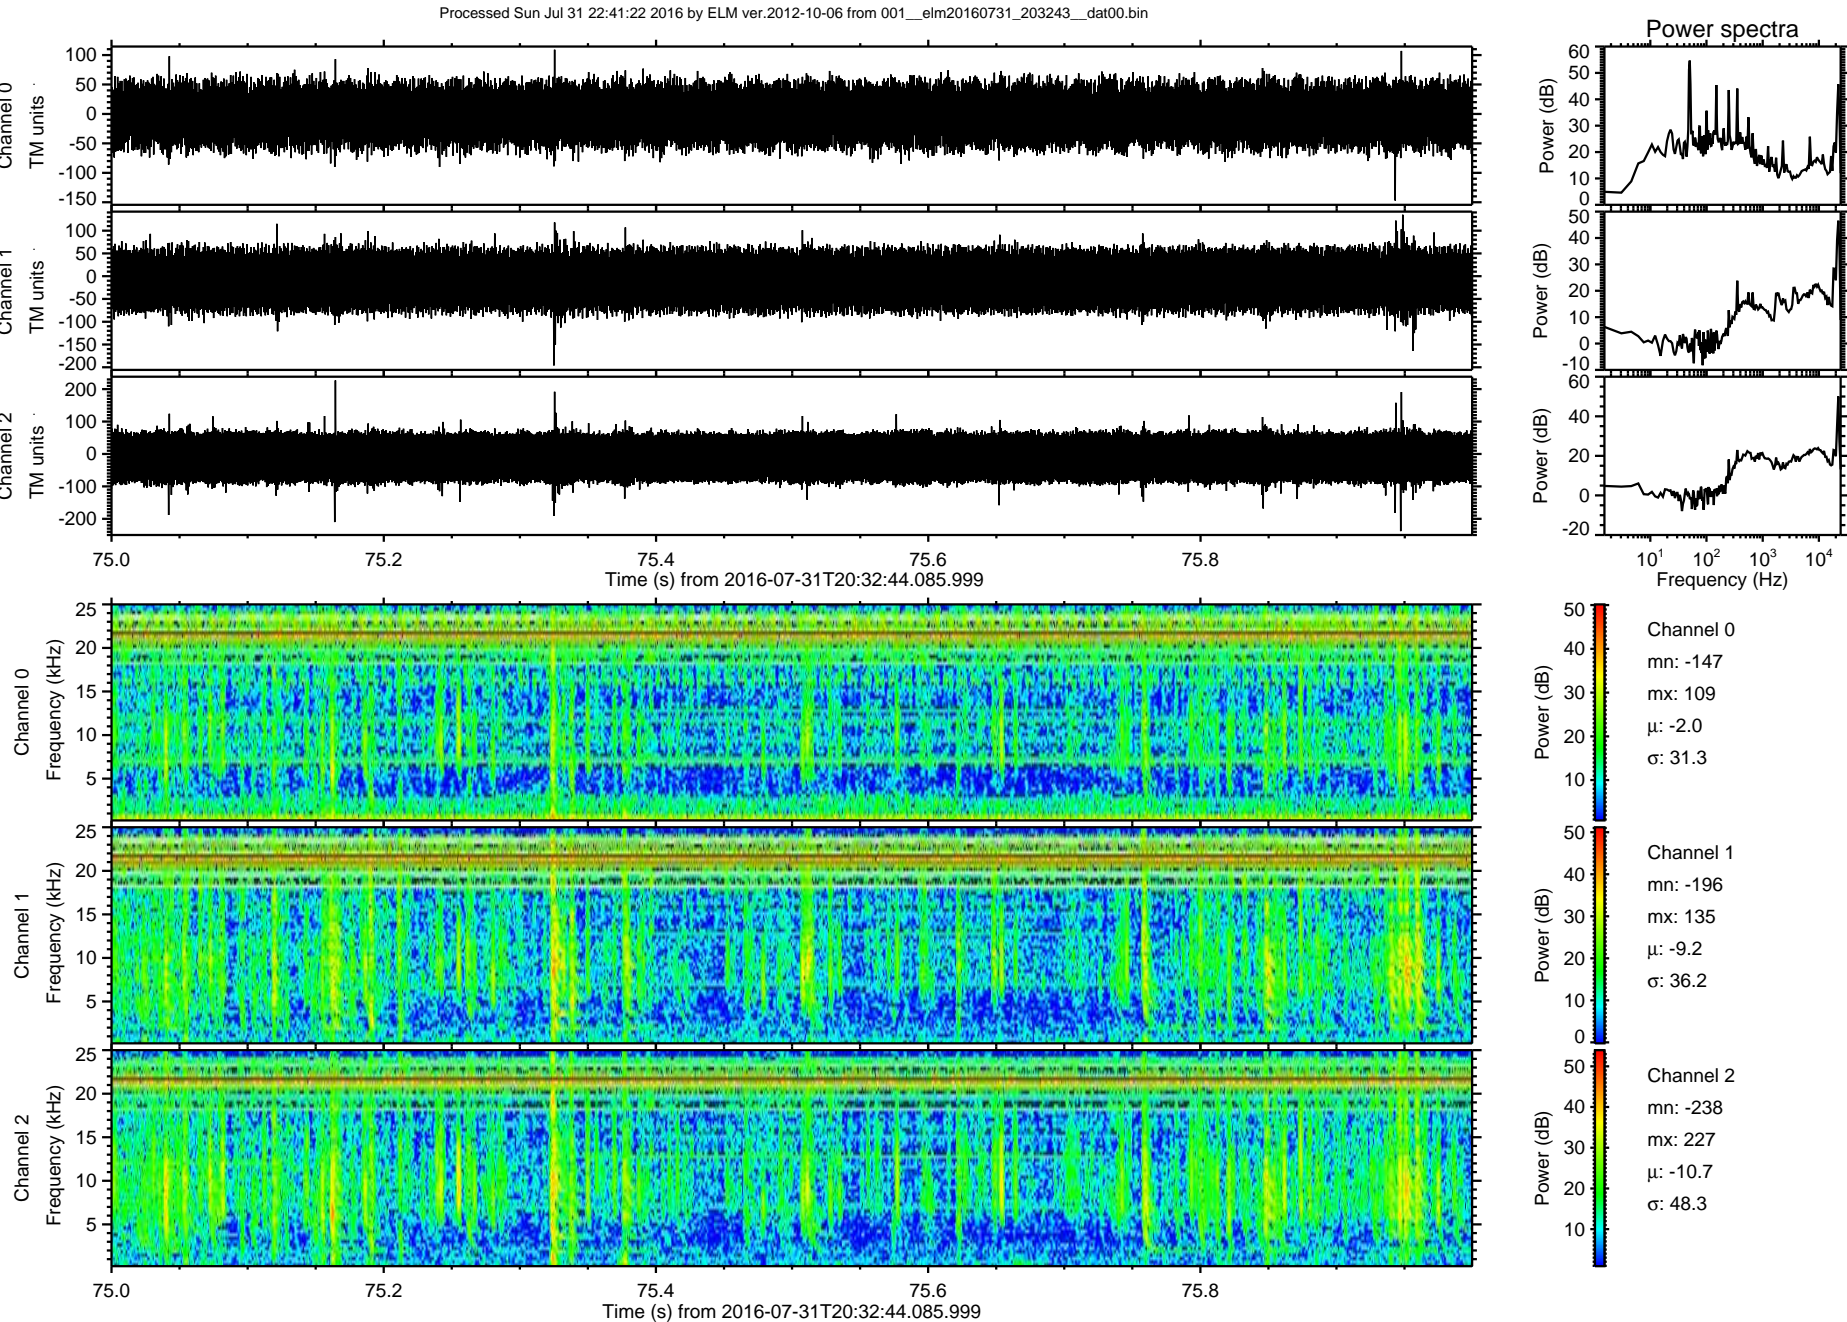 Processed Sun Jul 31 22:41:22 2016 by ELM ver.2012-10-06 from 001__elm20160731_203243__dat00.bin
Power spectra
Channel 0
TM units
100
50
0
-50
-100
-150
Power (dB)
60
50
40
30
20
10
0
Channel 1
TM units
100
50
0
-50
-100
-150
-200
Power (dB)
50
40
30
20
10
0
-10
Channel 2
TM units
200
100
0
-100
-200
Power (dB)
60
40
20
0
-20
75.0 75.2 75.4 75.6 75.8
Time (s) from 2016-07-31T20:32:44.085.999
10^1 10^2 10^3 10^4
Frequency (Hz)
Channel 0
Frequency (kHz)
25
20
15
10
5
Power (dB)
50
40
30
20
10
Channel 0
mn: -147
mx: 109
μ: -2.0
σ: 31.3
Channel 1
Frequency (kHz)
25
20
15
10
5
Power (dB)
50
40
30
20
10
0
Channel 1
mn: -196
mx: 135
μ: -9.2
σ: 36.2
Channel 2
Frequency (kHz)
25
20
15
10
5
Power (dB)
50
40
30
20
10
Channel 2
mn: -238
mx: 227
μ: -10.7
σ: 48.3
75.0 75.2 75.4 75.6 75.8
Time (s) from 2016-07-31T20:32:44.085.999